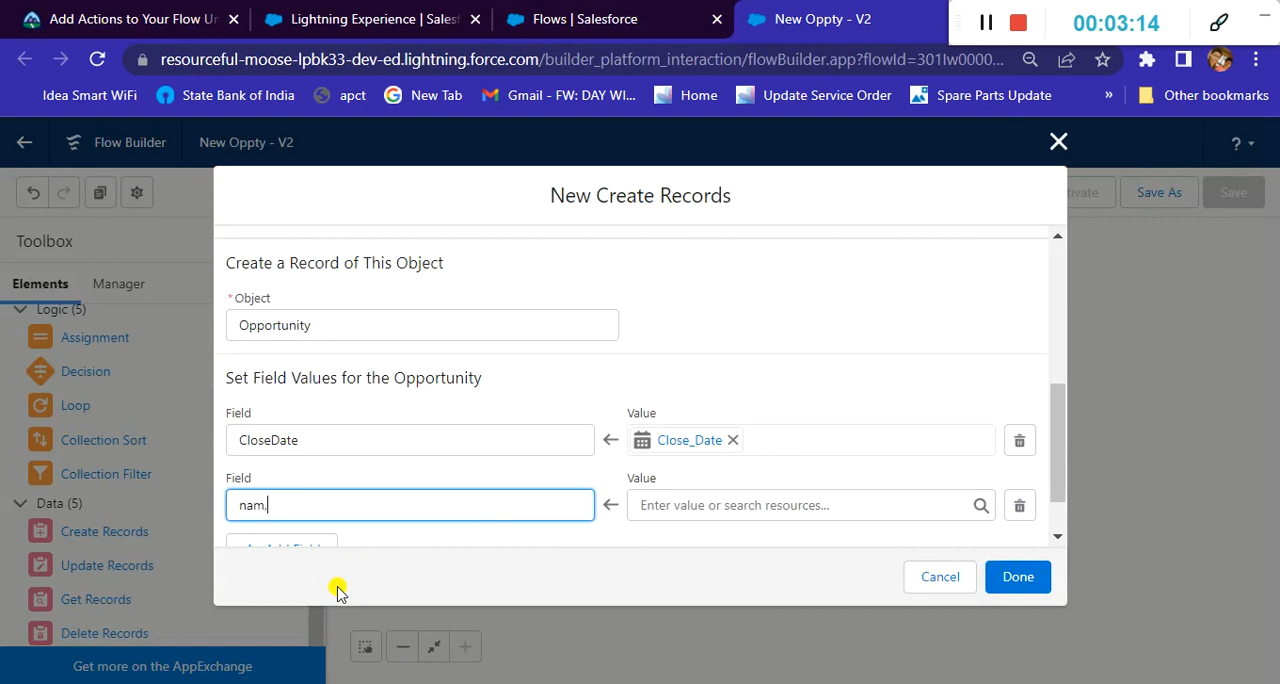 Add Actions to Your Flow Un
Lightning Experience | Salesf
Flows | Salesforce
New Oppty - V2
00:03:14
resourceful-moose-lpbk33-dev-ed.lightning.force.com/builder_platform_interaction/flowBuilder.app?flowId=301Iw0000...
Idea Smart WiFi
State Bank of India
apct
New Tab
Gmail - FW: DAY WI...
Home
Update Service Order
Spare Parts Update
»
Other bookmarks
Flow Builder
New Oppty - V2
?
New Create Records
Save As
Save
Toolbox
Elements
Manager
Create a Record of This Object
*Object
Logic (5)
Opportunity
Assignment
Decision
Set Field Values for the Opportunity
Loop
Field
Value
Collection Sort
CloseDate
Close_Date
Collection Filter
Field
Value
Data (5)
nam,
Enter value or search resources...
Create Records
Update Records
Cancel
Done
Get Records
Delete Records
Get more on the AppExchange